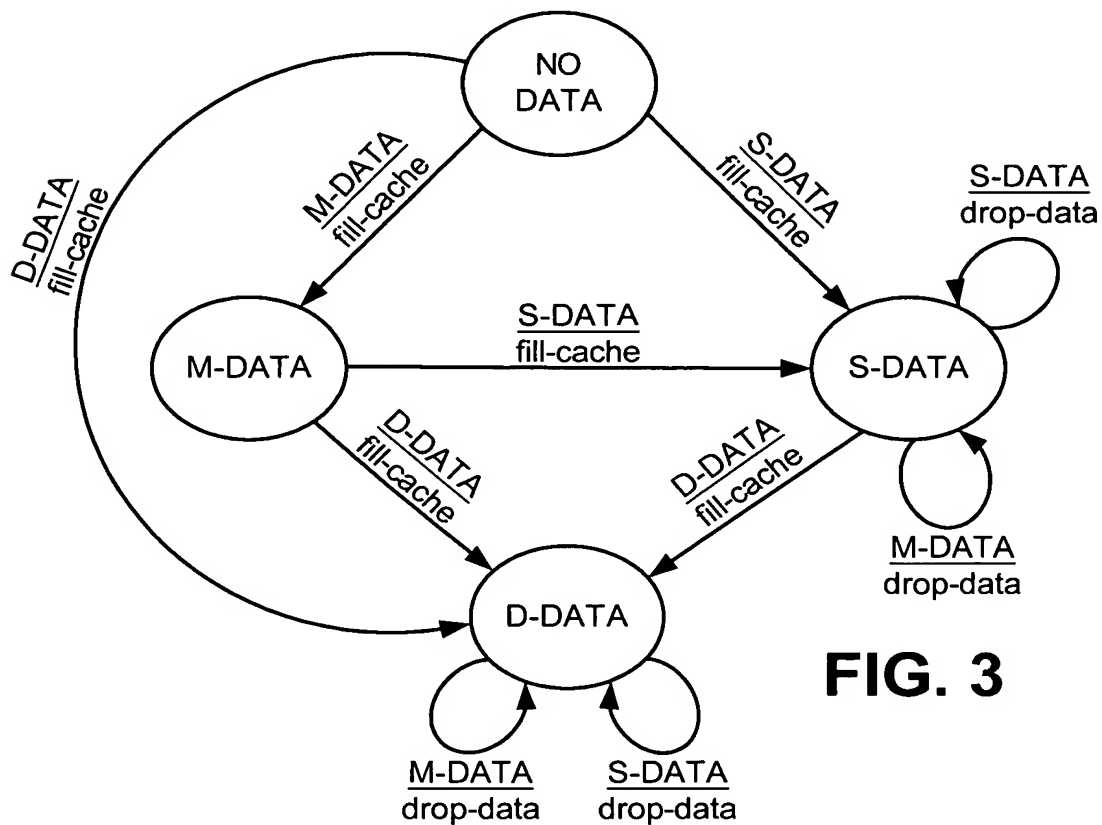 NO
DATA
D-DATA
fill-cache
M-DATA
fill-cache
S-DATA
fill-cache
S-DATA
drop-data
M-DATA
S-DATA
fill-cache
S-DATA
D-DATA
fill-cache
D-DATA
fill-cache
M-DATA
drop-data
D-DATA
M-DATA
drop-data
S-DATA
drop-data
FIG. 3